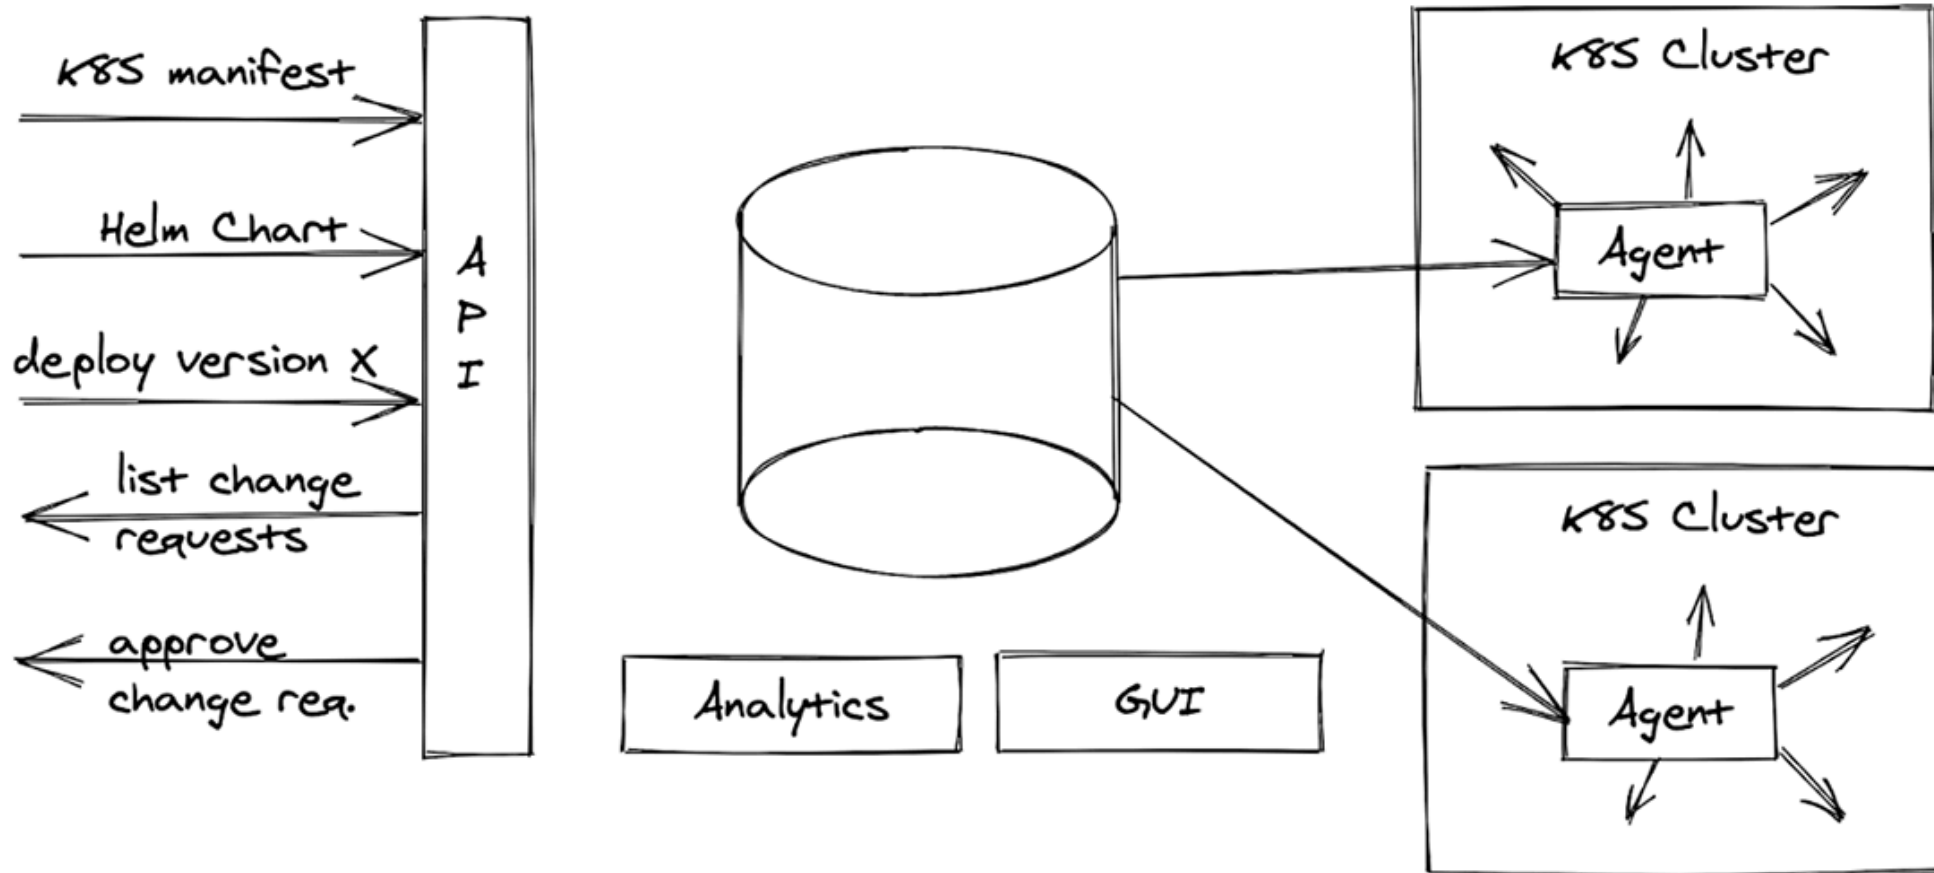 K8S manifest
Helm Chart
deploy version X
list change
requests
approve
change req.
A
P
I
Analytics
GUI
K8S Cluster
Agent
K8S Cluster
Agent